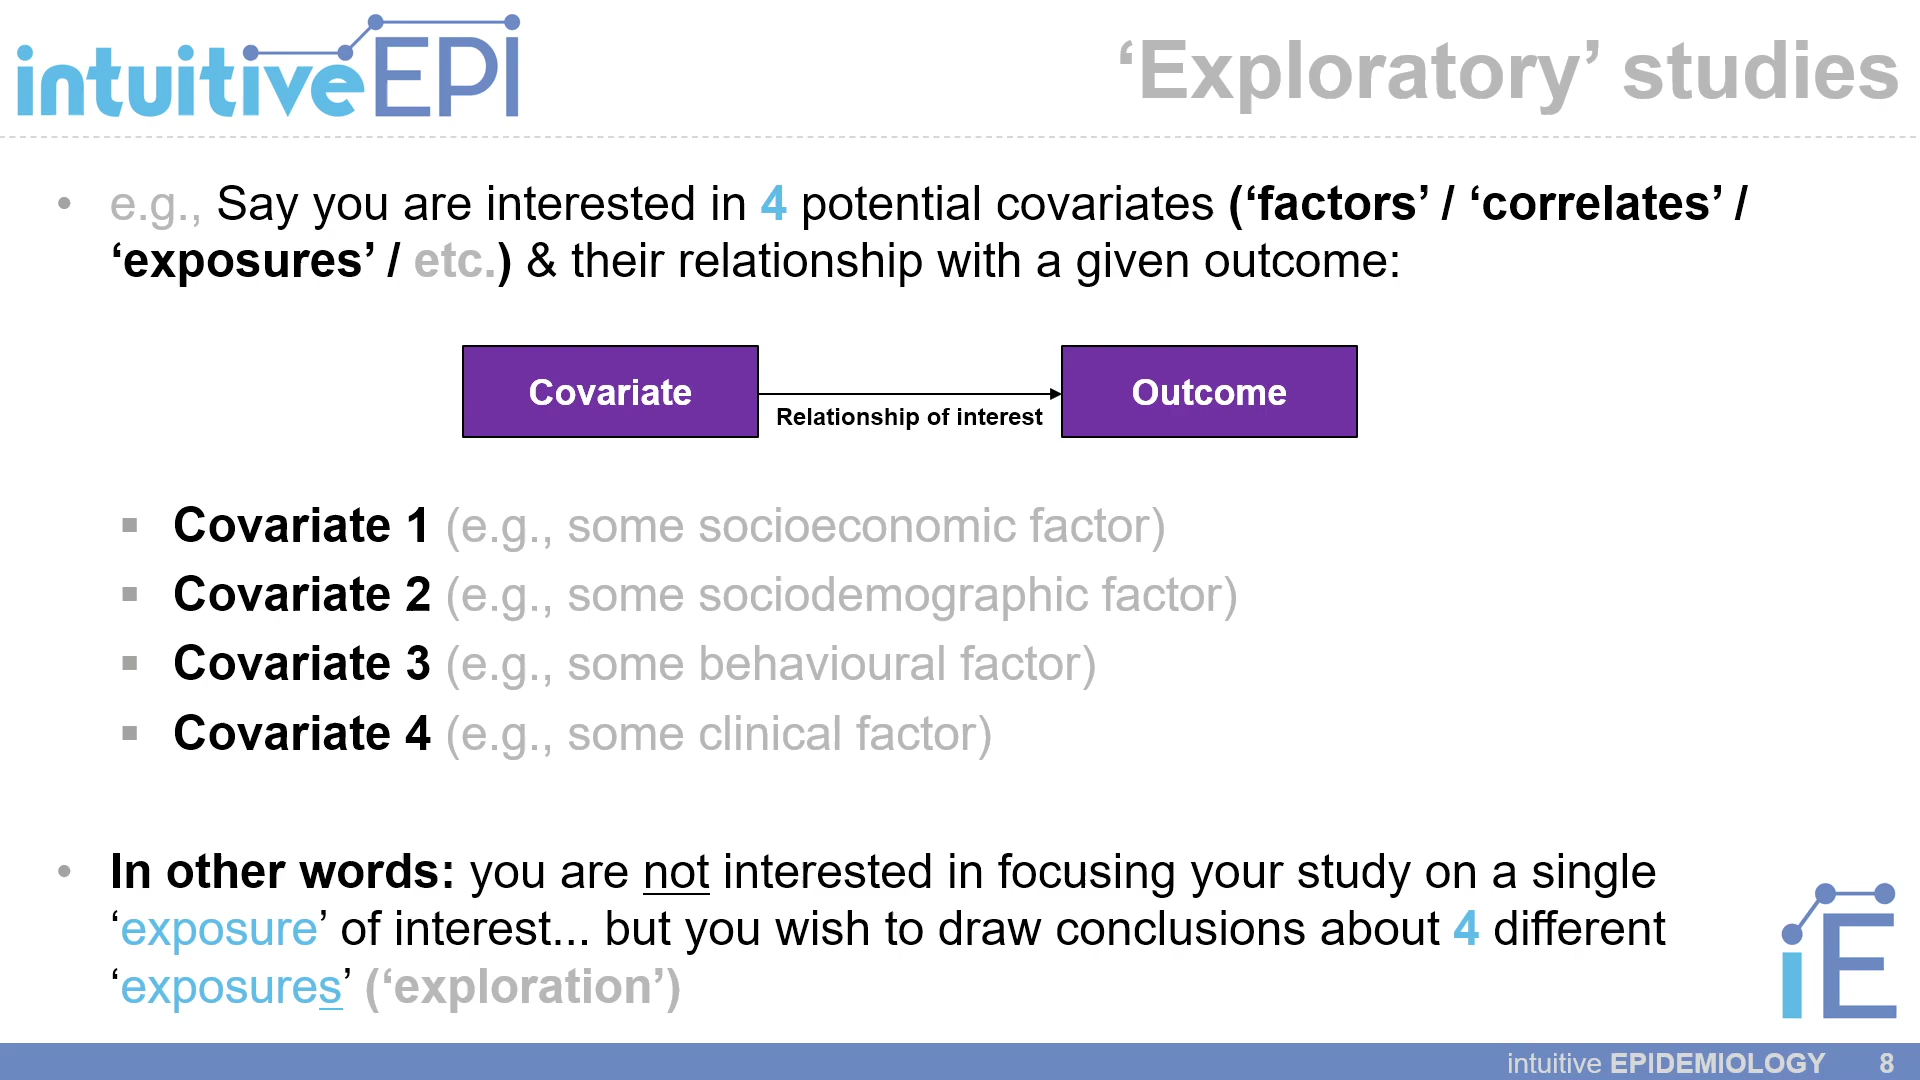 intuitiveEPI
‘Exploratory’ studies
• e.g., Say you are interested in 4 potential covariates (‘factors’ / ‘correlates’ /
‘exposures’ / etc.) & their relationship with a given outcome:
Covariate
Relationship of interest
Outcome
▪ Covariate 1 (e.g., some socioeconomic factor)
▪ Covariate 2 (e.g., some sociodemographic factor)
▪ Covariate 3 (e.g., some behavioural factor)
▪ Covariate 4 (e.g., some clinical factor)
• In other words: you are not interested in focusing your study on a single
‘exposure’ of interest... but you wish to draw conclusions about 4 different
‘exposures’ (‘exploration’)
iE
intuitive EPIDEMIOLOGY 8